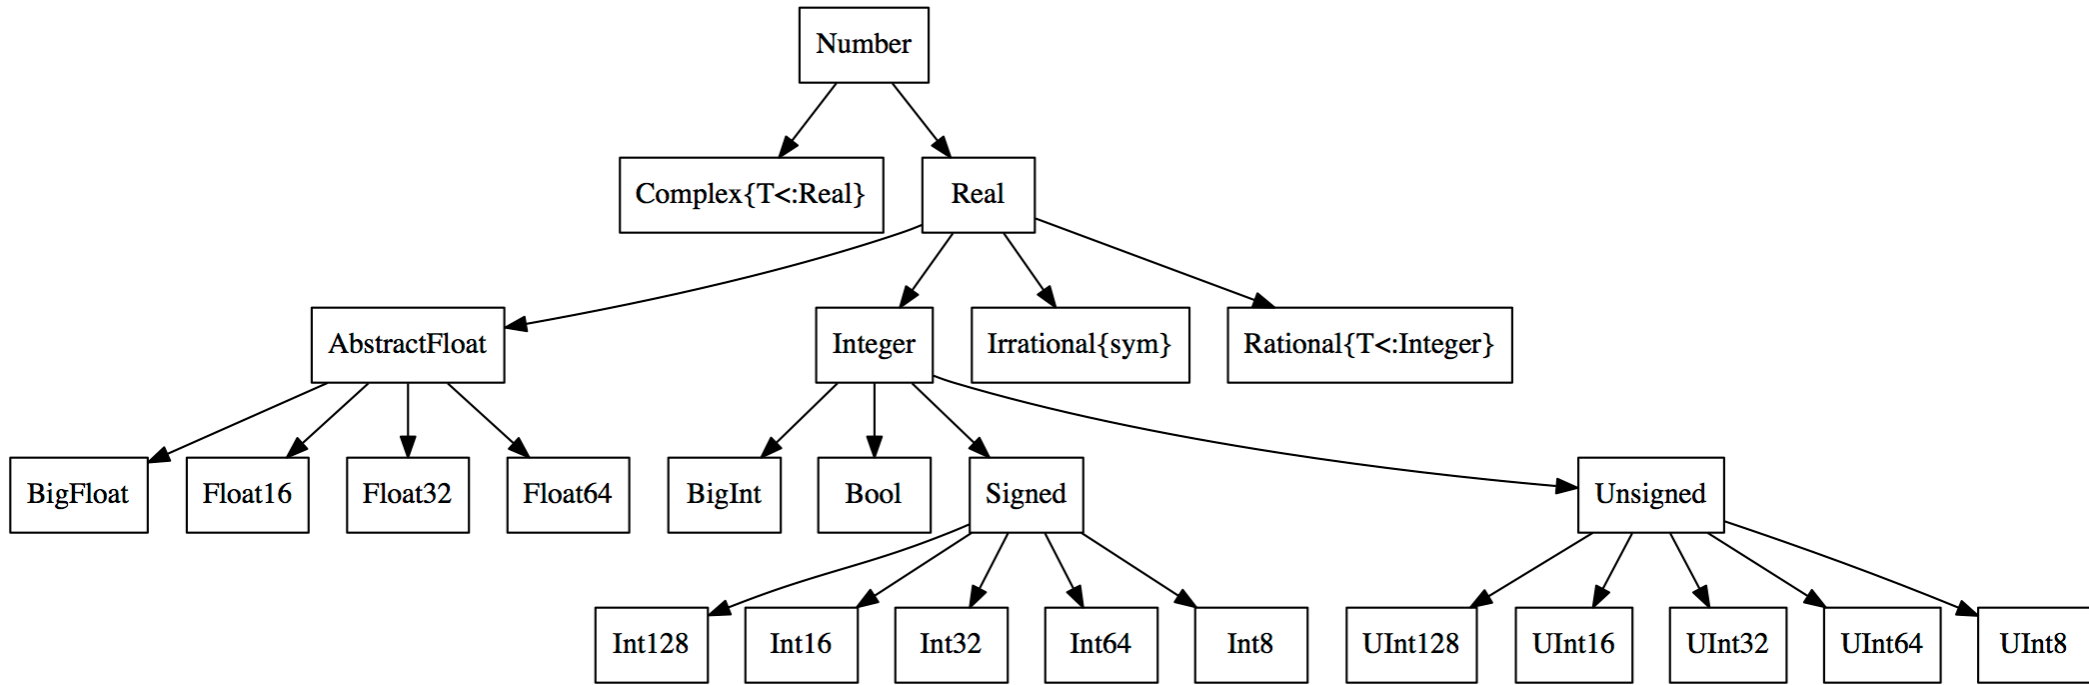 Number
Complex{T<:Real}
Real
AbstractFloat
Integer
Irrational{sym}
Rational{T<:Integer}
BigFloat
Float16
Float32
Float64
BigInt
Bool
Signed
Unsigned
Int128
Int16
Int32
Int64
Int8
UInt128
UInt16
UInt32
UInt64
UInt8